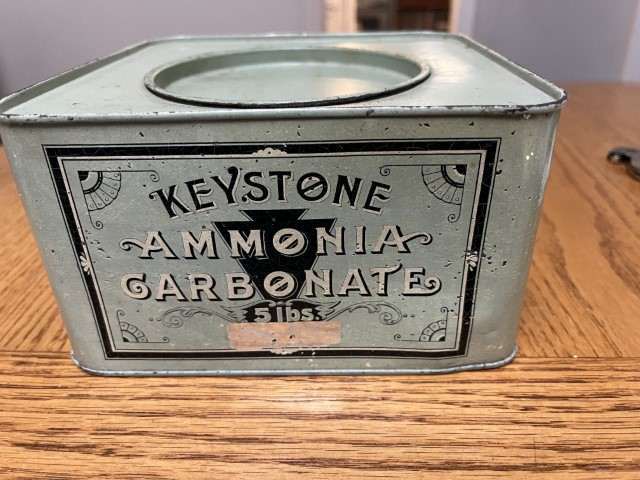 KEYSTONE
AMMONIA
CARBONATE
5 lbs.